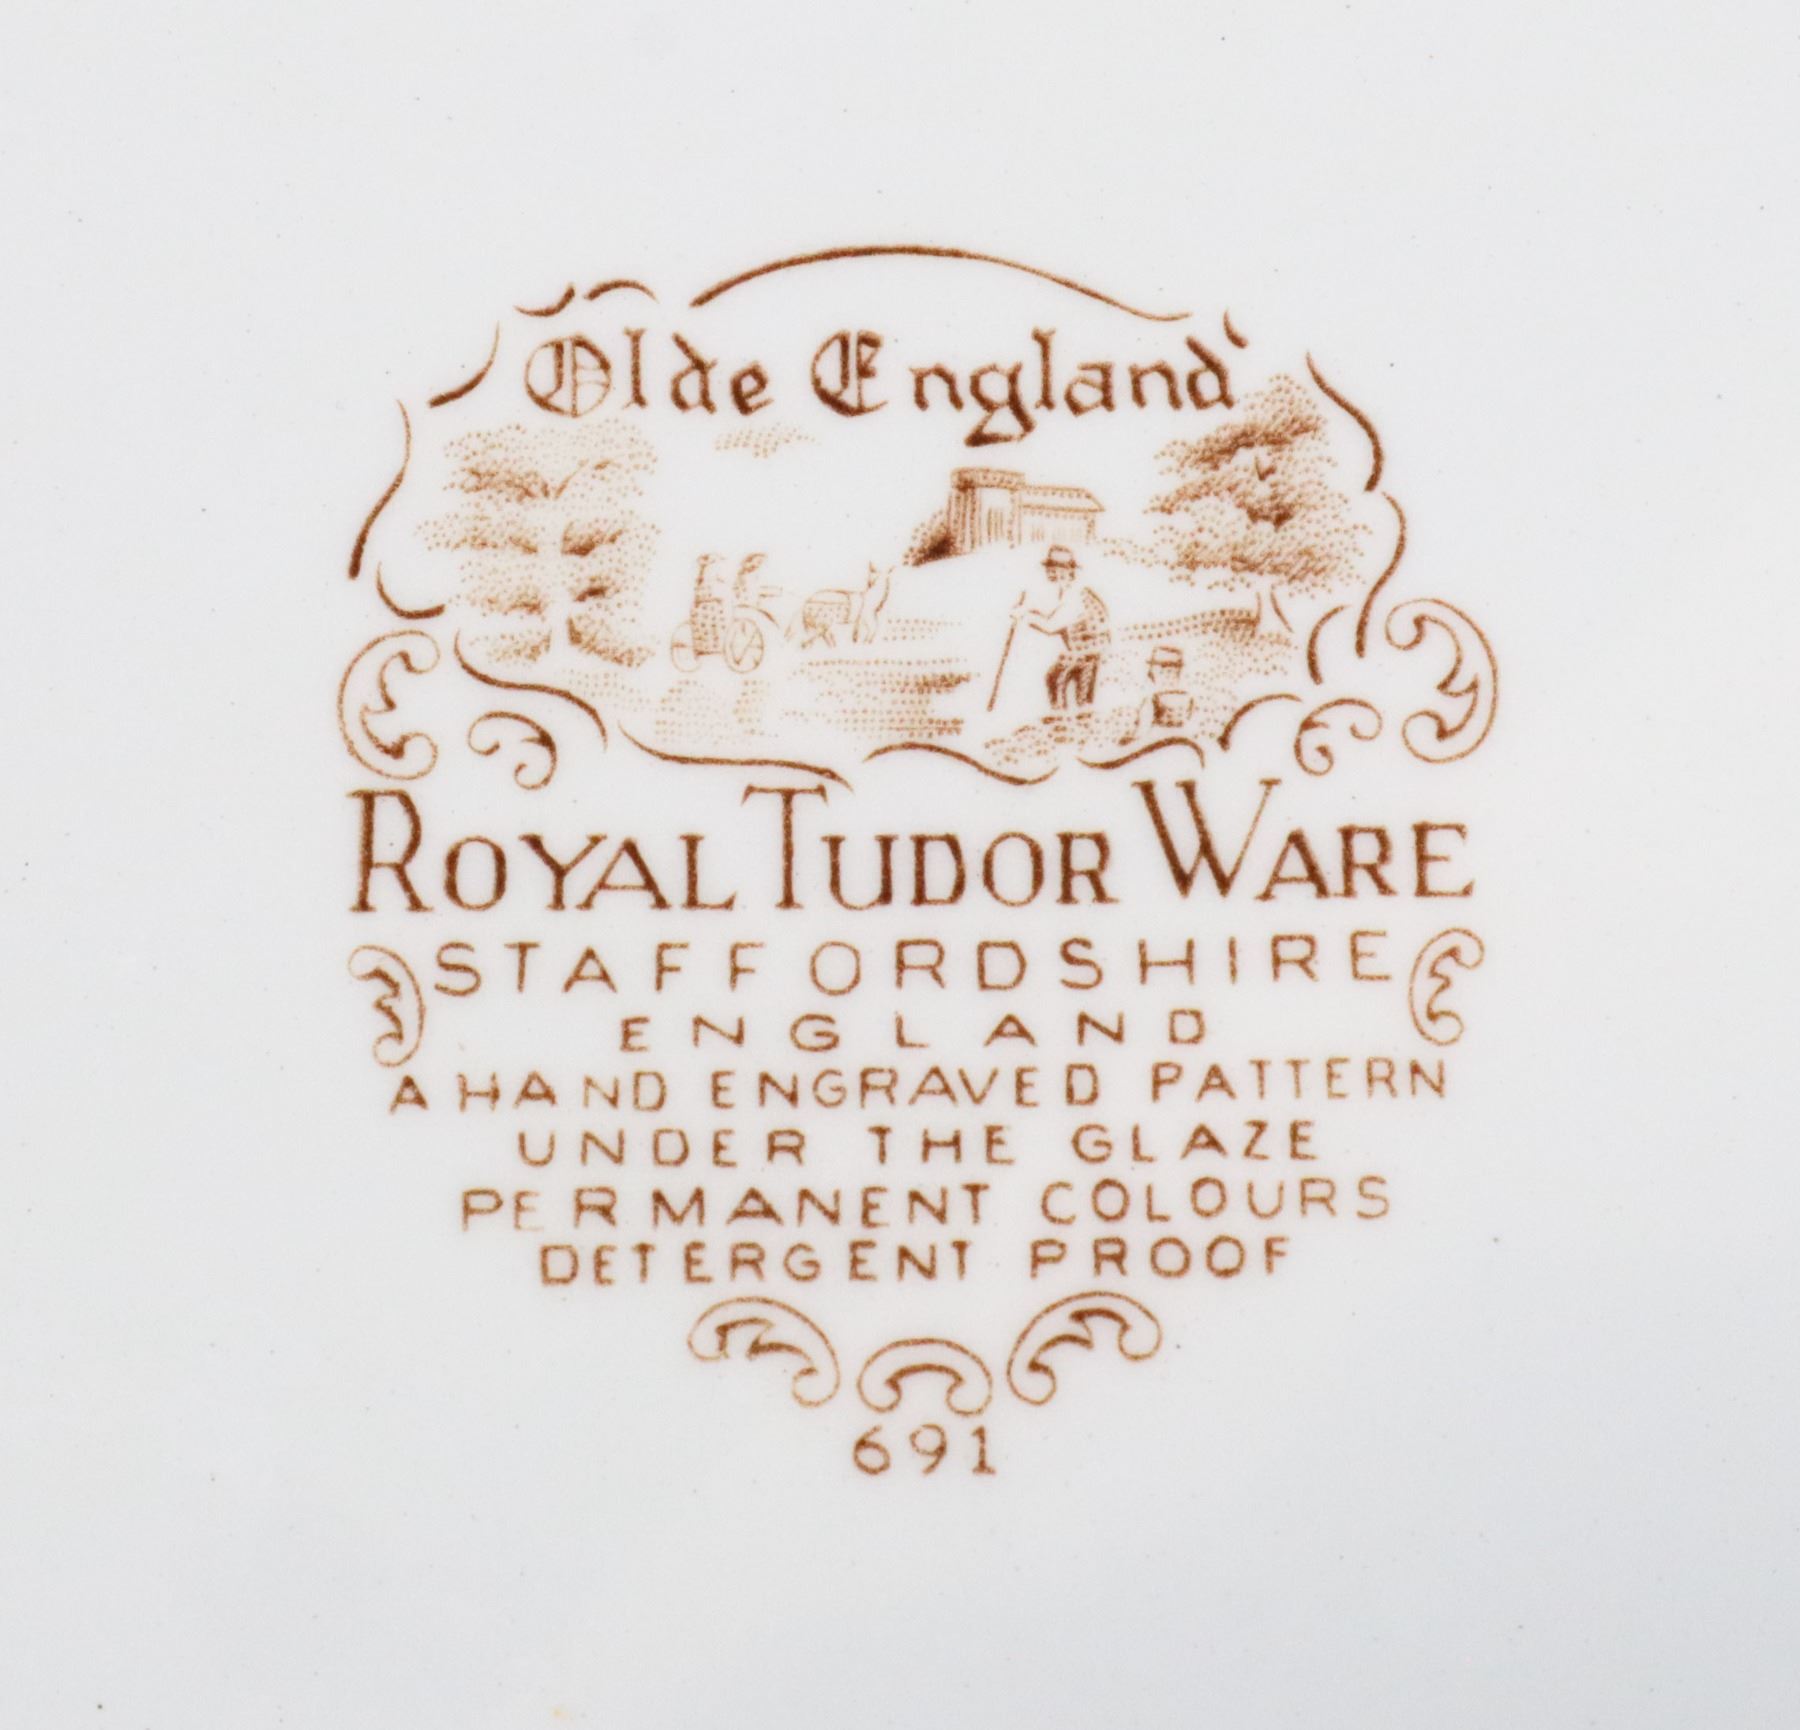 Olde England
ROYAL TUDOR WARE
STAFFORDSHIRE
ENGLAND
A HAND ENGRAVED PATTERN
UNDER THE GLAZE
PERMANENT COLOURS
DETERGENT PROOF
691